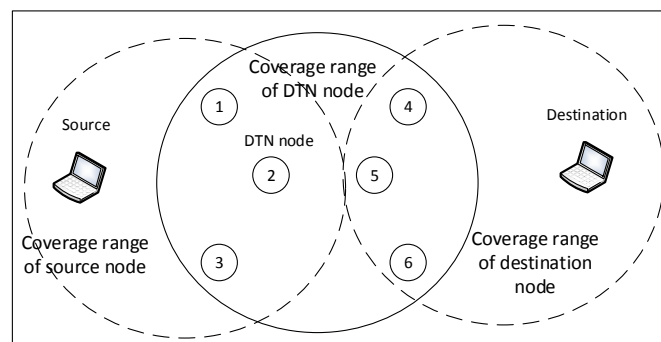 Coverage range
of DTN node
1
4
Source
Destination
DTN node
2
5
Coverage range
of source node
3
6
Coverage range
of destination
node